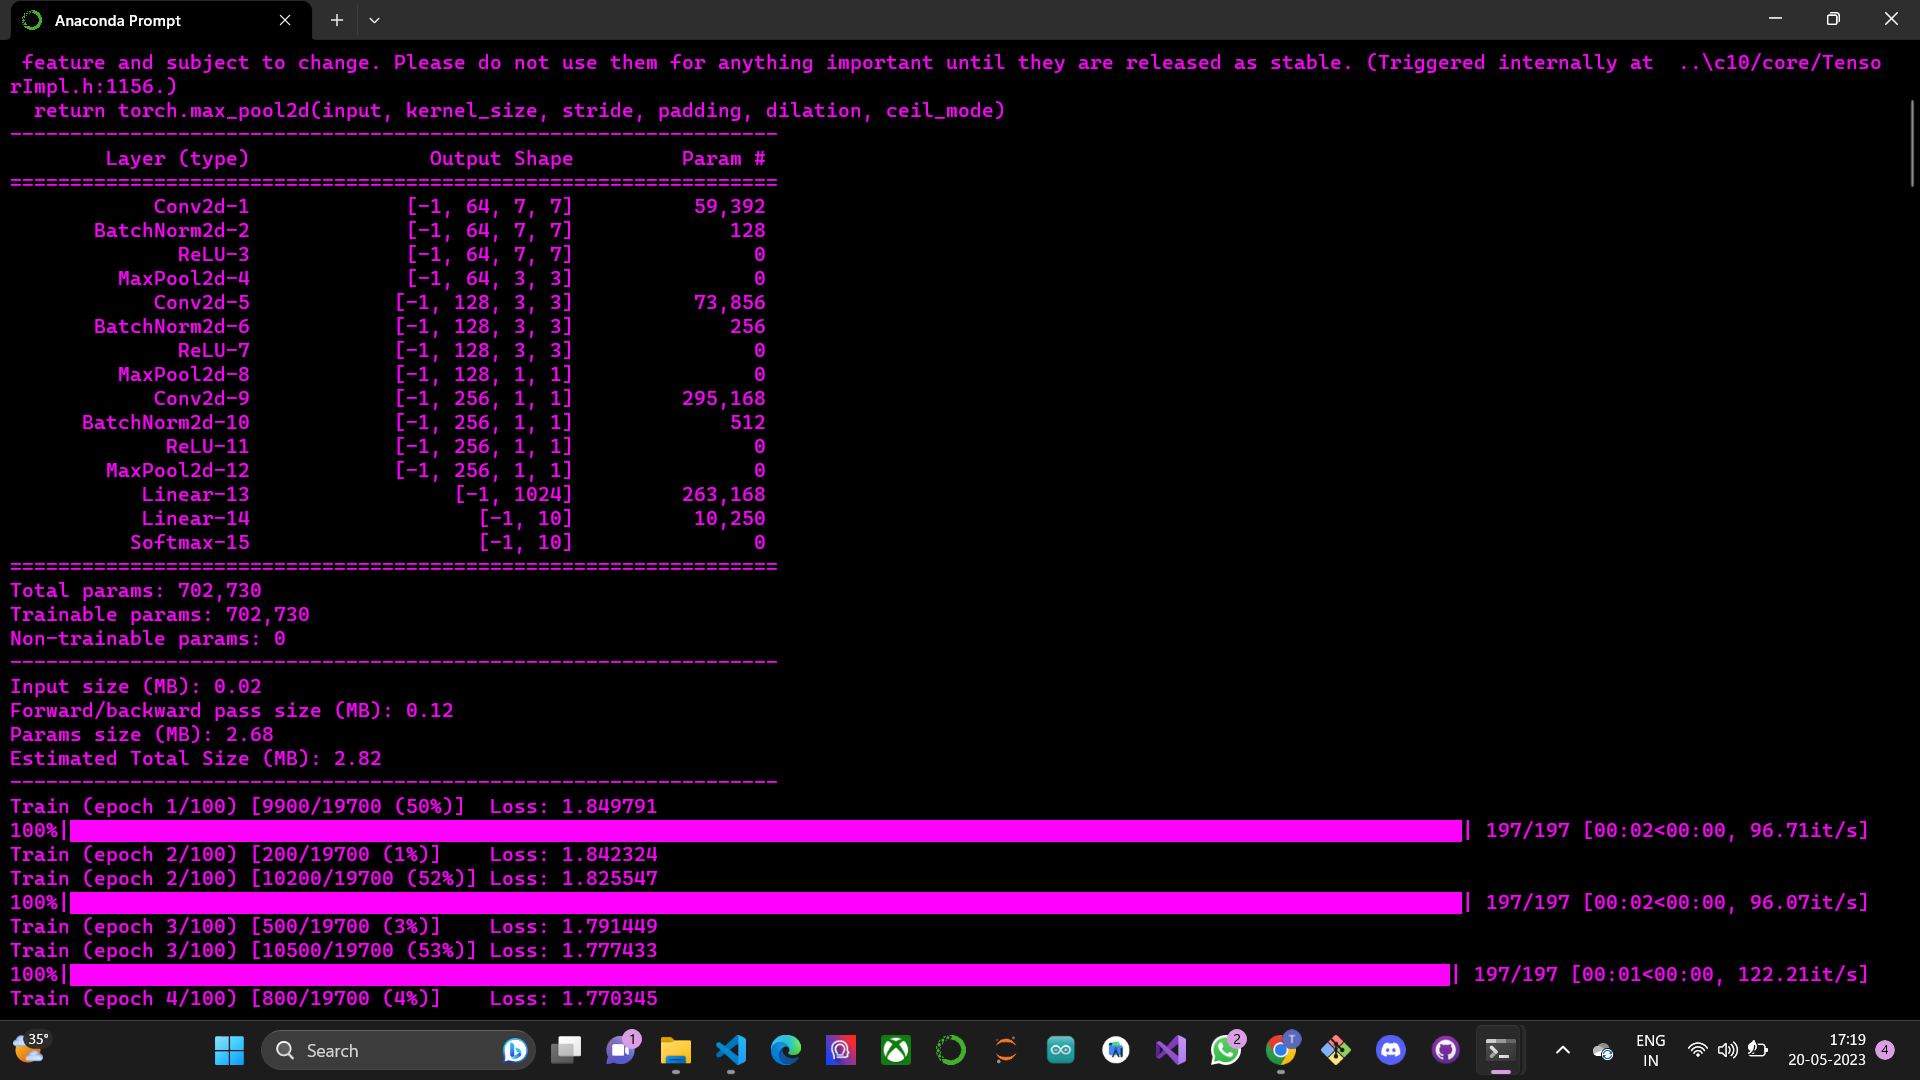 Anaconda Prompt
 feature and subject to change. Please do not use them for anything important until they are released as stable. (Triggered internally at  ..\c10/core/Tenso
rImpl.h:1156.)
  return torch.max_pool2d(input, kernel_size, stride, padding, dilation, ceil_mode)
----------------------------------------------------------------
        Layer (type)               Output Shape         Param #
================================================================
            Conv2d-1             [-1, 64, 7, 7]          59,392
       BatchNorm2d-2             [-1, 64, 7, 7]             128
              ReLU-3             [-1, 64, 7, 7]               0
         MaxPool2d-4             [-1, 64, 3, 3]               0
            Conv2d-5            [-1, 128, 3, 3]          73,856
       BatchNorm2d-6            [-1, 128, 3, 3]             256
              ReLU-7            [-1, 128, 3, 3]               0
         MaxPool2d-8            [-1, 128, 1, 1]               0
            Conv2d-9            [-1, 256, 1, 1]         295,168
      BatchNorm2d-10            [-1, 256, 1, 1]             512
             ReLU-11            [-1, 256, 1, 1]               0
        MaxPool2d-12            [-1, 256, 1, 1]               0
           Linear-13                 [-1, 1024]         263,168
           Linear-14                   [-1, 10]          10,250
          Softmax-15                   [-1, 10]               0
================================================================
Total params: 702,730
Trainable params: 702,730
Non-trainable params: 0
----------------------------------------------------------------
Input size (MB): 0.02
Forward/backward pass size (MB): 0.12
Params size (MB): 2.68
Estimated Total Size (MB): 2.82
----------------------------------------------------------------
Train (epoch 1/100) [9900/19700 (50%)]  Loss: 1.849791
100%| | 197/197 [00:02<00:00, 96.71it/s]
Train (epoch 2/100) [200/19700 (1%)]    Loss: 1.842324
Train (epoch 2/100) [10200/19700 (52%)] Loss: 1.825547
100%| | 197/197 [00:02<00:00, 96.07it/s]
Train (epoch 3/100) [500/19700 (3%)]    Loss: 1.791449
Train (epoch 3/100) [10500/19700 (53%)] Loss: 1.777433
100%| | 197/197 [00:01<00:00, 122.21it/s]
Train (epoch 4/100) [800/19700 (4%)]    Loss: 1.770345
35°
Search
1
2
T
ENG
IN
17:19
20-05-2023
4